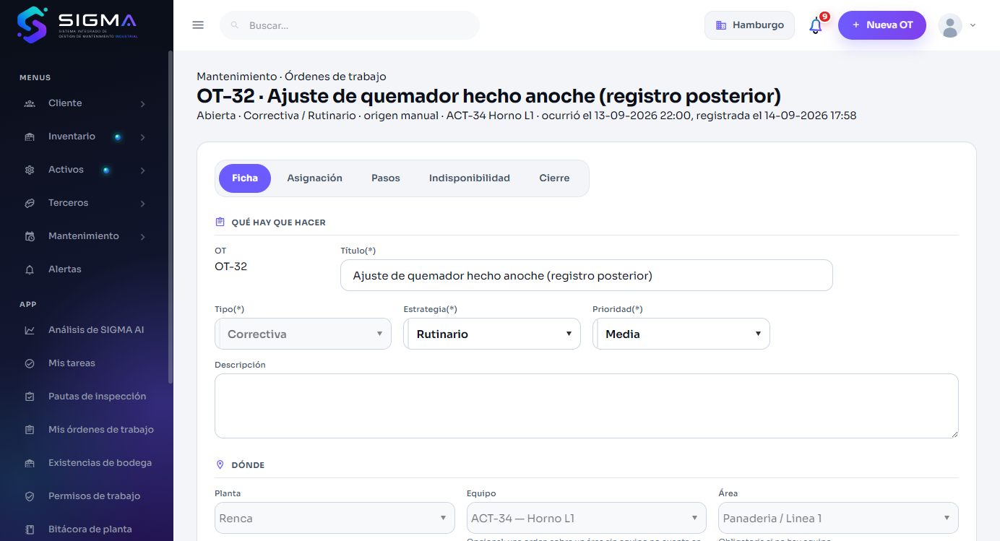 SIGMA
SISTEMA INTEGRADO DE
GESTION DE MANTENIMIENTO INDUSTRIAL
Buscar...
Hamburgo
9
+ Nueva OT
MENUS
Cliente
Inventario
Activos
Terceros
Mantenimiento
Alertas
APP
Análisis de SIGMA AI
Mis tareas
Pautas de inspección
Mis órdenes de trabajo
Existencias de bodega
Permisos de trabajo
Bitácora de planta
Mantenimiento · Órdenes de trabajo
OT-32 · Ajuste de quemador hecho anoche (registro posterior)
Abierta · Correctiva / Rutinario · origen manual · ACT-34 Horno L1 · ocurrió el 13-09-2026 22:00, registrada el 14-09-2026 17:58
Ficha Asignación Pasos Indisponibilidad Cierre
QUÉ HAY QUE HACER
OT Título(*)
OT-32 Ajuste de quemador hecho anoche (registro posterior)
Tipo(*) Estrategia(*) Prioridad(*)
Correctiva Rutinario Media
Descripción
DÓNDE
Planta Equipo Área
Renca ACT-34 — Horno L1 Panaderia / Linea 1